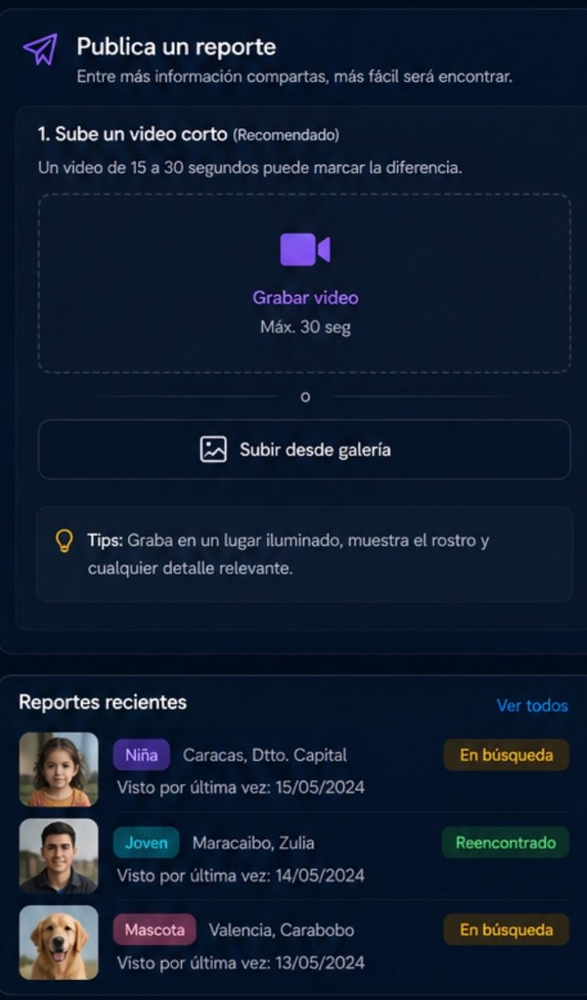 Publica un reporte
Entre más información compartas, más fácil será encontrar.
1. Sube un video corto (Recomendado)
Un video de 15 a 30 segundos puede marcar la diferencia.
Grabar video
Máx. 30 seg
o
Subir desde galería
Tips: Graba en un lugar iluminado, muestra el rostro y
cualquier detalle relevante.
Reportes recientes
Ver todos
Niña Caracas, Dtto. Capital En búsqueda
Visto por última vez: 15/05/2024
Joven Maracaibo, Zulia Reencontrado
Visto por última vez: 14/05/2024
Mascota Valencia, Carabobo En búsqueda
Visto por última vez: 13/05/2024